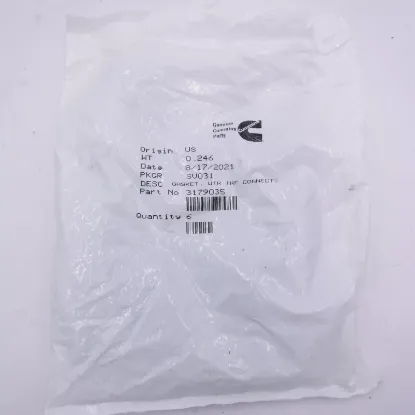 Genuine
Cummins
Parts
Origin US
WT 0.246
Date 8/17/2021
PKGR SV031
DESC GASKET, WTR TRF CONNECTI
Part No 3179035
Quantity 6